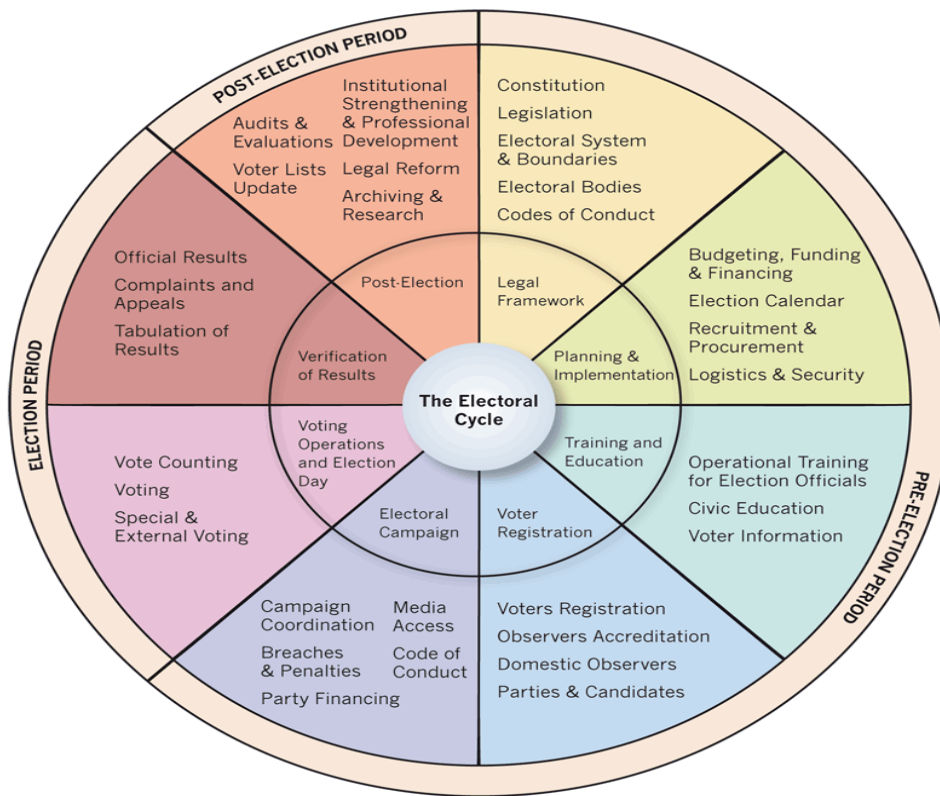 POST-ELECTION PERIOD
Institutional
Strengthening
& Professional
Development
Audits &
Evaluations
Voter Lists
Update
Legal Reform
Archiving &
Research
Post-Election
Constitution
Legislation
Electoral System
& Boundaries
Electoral Bodies
Codes of Conduct
Legal
Framework
Budgeting, Funding
& Financing
Election Calendar
Recruitment &
Procurement
Logistics & Security
Planning &
Implementation
Training and
Education
Operational Training
for Election Officials
Civic Education
Voter Information
PRE-ELECTION PERIOD
Voter
Registration
Voters Registration
Observers Accreditation
Domestic Observers
Parties & Candidates
Electoral
Campaign
Campaign
Coordination
Breaches
& Penalties
Party Financing
Media
Access
Code of
Conduct
Voting
Operations
and Election
Day
Vote Counting
Voting
Special &
External Voting
ELECTION PERIOD
Verification
of Results
Official Results
Complaints and
Appeals
Tabulation of
Results
The Electoral
Cycle